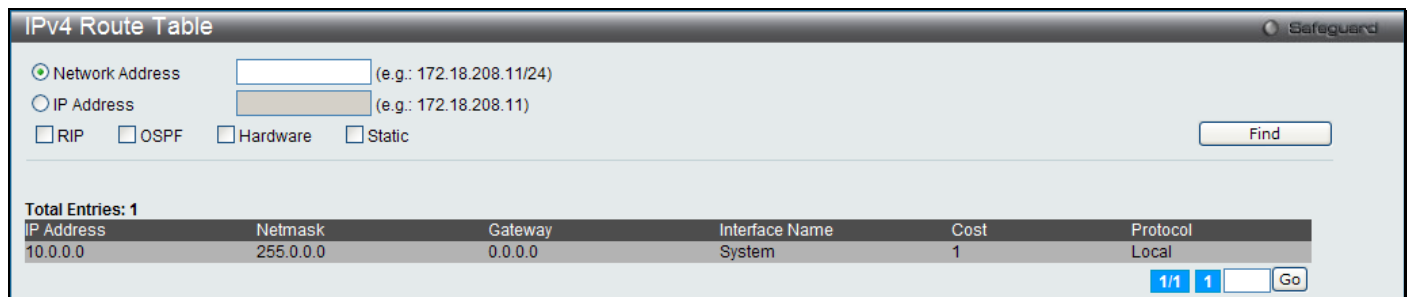 IPv4 Route Table
Safeguard
Network Address (e.g.: 172.18.208.11/24)
IP Address (e.g.: 172.18.208.11)
RIP OSPF Hardware Static Find
Total Entries: 1
IP Address Netmask Gateway Interface Name Cost Protocol
10.0.0.0 255.0.0.0 0.0.0.0 System 1 Local
1/1 1 Go